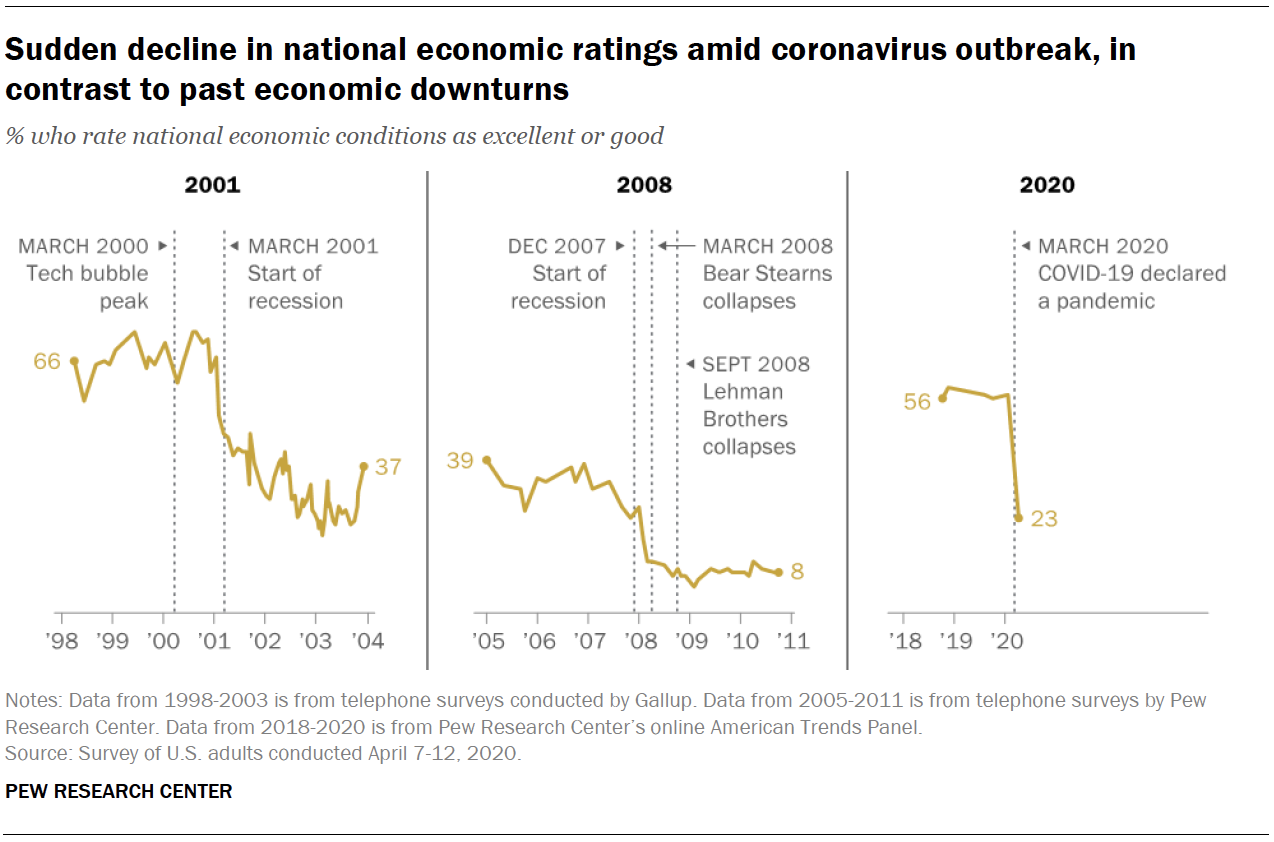 Sudden decline in national economic ratings amid coronavirus outbreak, in
contrast to past economic downturns
% who rate national economic conditions as excellent or good
2001
MARCH 2000 ►
Tech bubble
peak
◄ MARCH 2001
Start of
recession
66
37
'98 '99 '00 '01 '02 '03 '04
2008
DEC 2007 ►
Start of
recession
MARCH 2008
Bear Stearns
collapses
◄ SEPT 2008
Lehman
Brothers
collapses
39
8
'05 '06 '07 '08 '09 '10 '11
2020
◄ MARCH 2020
COVID-19 declared
a pandemic
56
23
'18 '19 '20
Notes: Data from 1998-2003 is from telephone surveys conducted by Gallup. Data from 2005-2011 is from telephone surveys by Pew
Research Center. Data from 2018-2020 is from Pew Research Center's online American Trends Panel.
Source: Survey of U.S. adults conducted April 7-12, 2020.
PEW RESEARCH CENTER